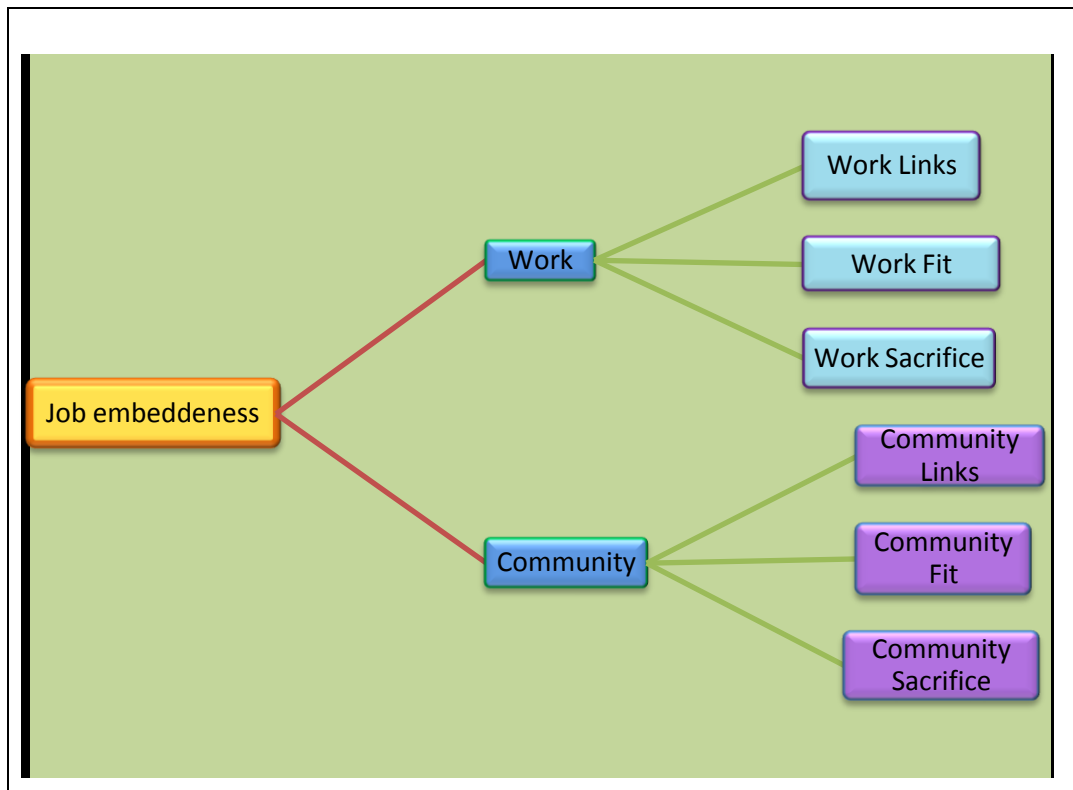 Work Links
Work
Work Fit
Work Sacrifice
Job embeddeness
Community
Links
Community
Community
Fit
Community
Sacrifice